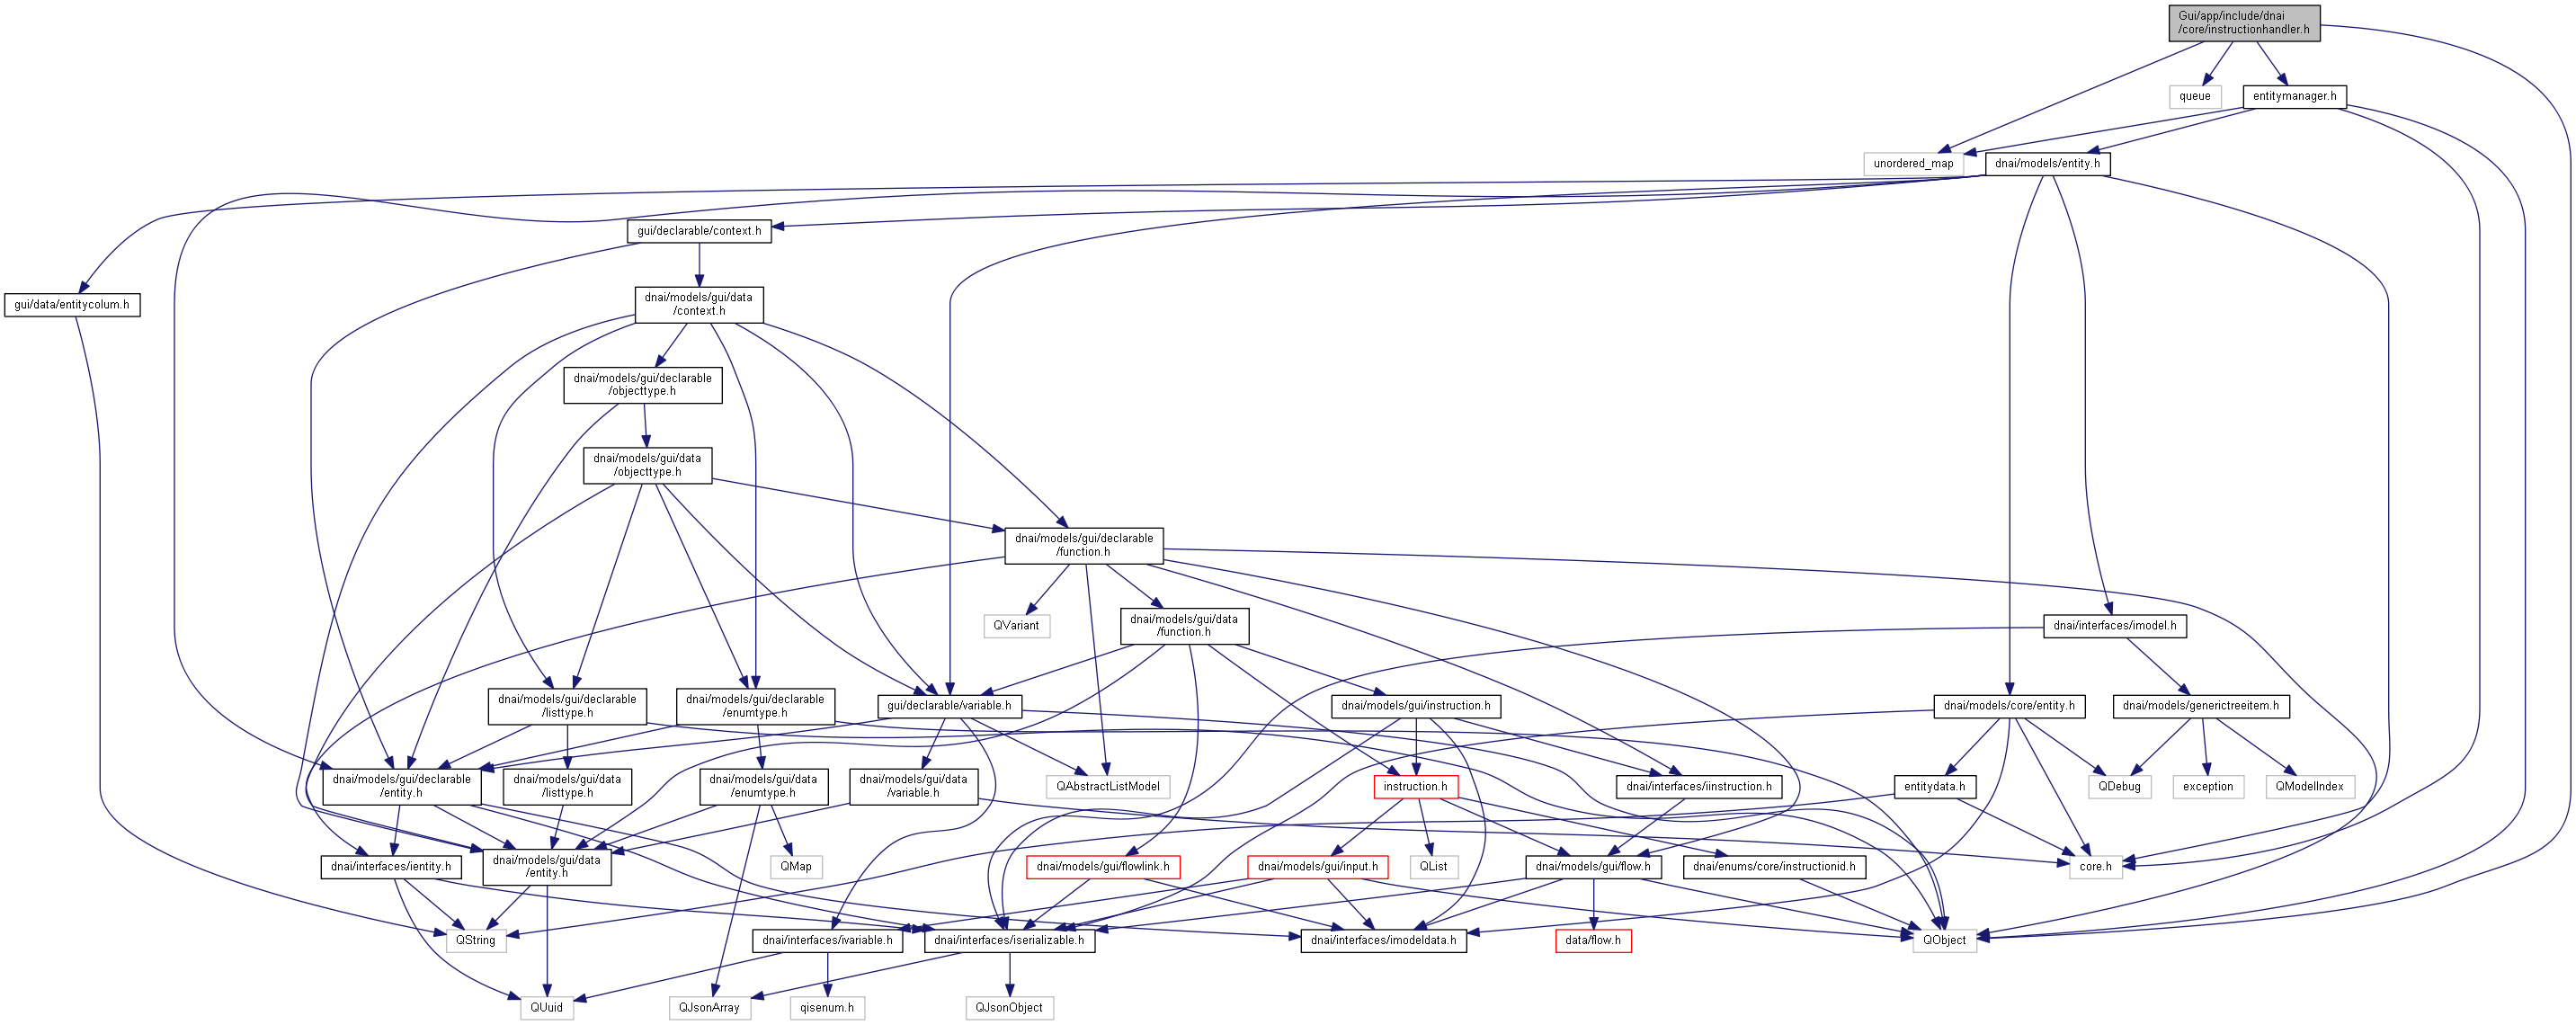 Gui/app/include/dnai
/core/instructionhandler.h
queue
entitymanager.h
unordered_map
dnai/models/entity.h
gui/declarable/context.h
gui/data/entitycolum.h
dnai/models/gui/data
/context.h
dnai/models/gui/declarable
/objecttype.h
dnai/models/gui/data
/objecttype.h
dnai/models/gui/declarable
/function.h
QVariant
dnai/models/gui/data
/function.h
dnai/interfaces/imodel.h
dnai/models/gui/declarable
/listtype.h
dnai/models/gui/declarable
/enumtype.h
gui/declarable/variable.h
dnai/models/gui/instruction.h
dnai/models/core/entity.h
dnai/models/generictreeitem.h
dnai/models/gui/declarable
/entity.h
dnai/models/gui/data
/listtype.h
dnai/models/gui/data
/enumtype.h
dnai/models/gui/data
/variable.h
QAbstractListModel
instruction.h
dnai/interfaces/iinstruction.h
entitydata.h
QDebug
exception
QModelIndex
dnai/interfaces/ientity.h
dnai/models/gui/data
/entity.h
QMap
dnai/models/gui/flowlink.h
dnai/models/gui/input.h
QList
dnai/models/gui/flow.h
dnai/enums/core/instructionid.h
core.h
QString
dnai/interfaces/ivariable.h
dnai/interfaces/iserializable.h
dnai/interfaces/imodeldata.h
data/flow.h
QObject
QUuid
QJsonArray
qisenum.h
QJsonObject